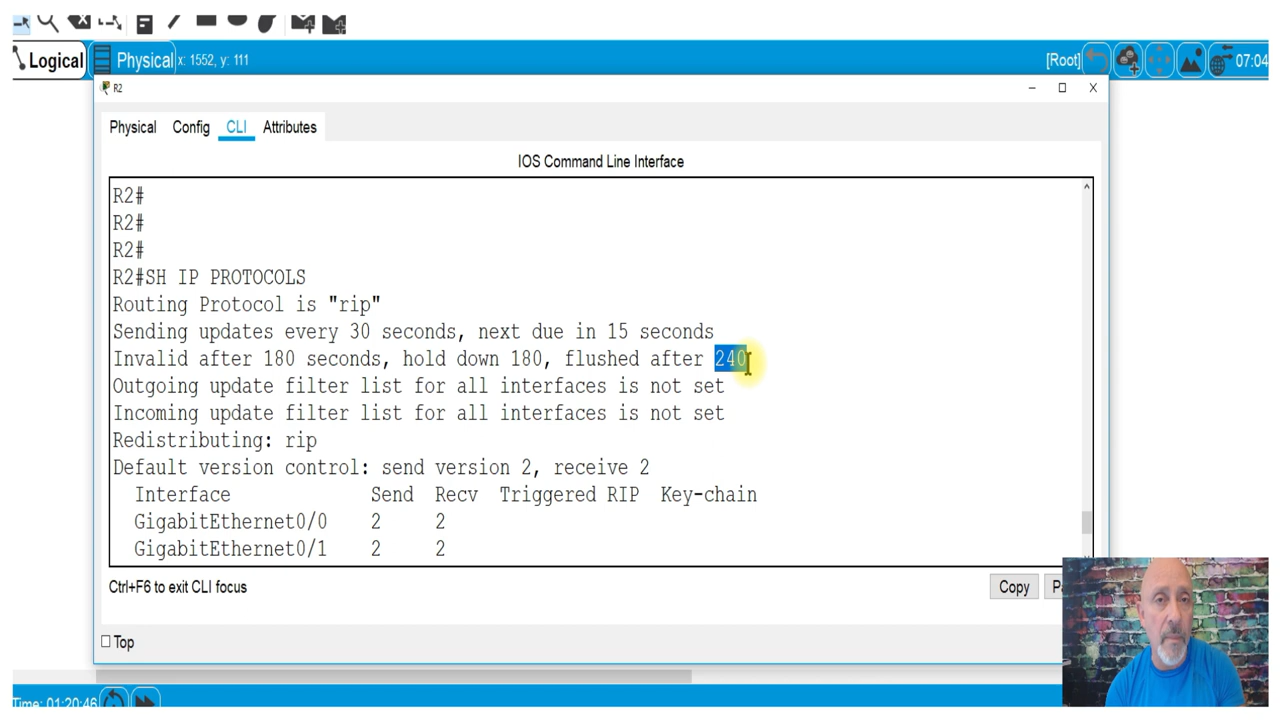 Logical
Physical x: 1552, y: 111
[Root]
07:04
R2
Physical Config CLI Attributes
IOS Command Line Interface
R2#
R2#
R2#
R2#SH IP PROTOCOLS
Routing Protocol is "rip"
Sending updates every 30 seconds, next due in 15 seconds
Invalid after 180 seconds, hold down 180, flushed after 240
Outgoing update filter list for all interfaces is not set
Incoming update filter list for all interfaces is not set
Redistributing: rip
Default version control: send version 2, receive 2
Interface Send Recv Triggered RIP Key-chain
GigabitEthernet0/0 2 2
GigabitEthernet0/1 2 2
Ctrl+F6 to exit CLI focus
Copy
Top
Time: 01:20:46